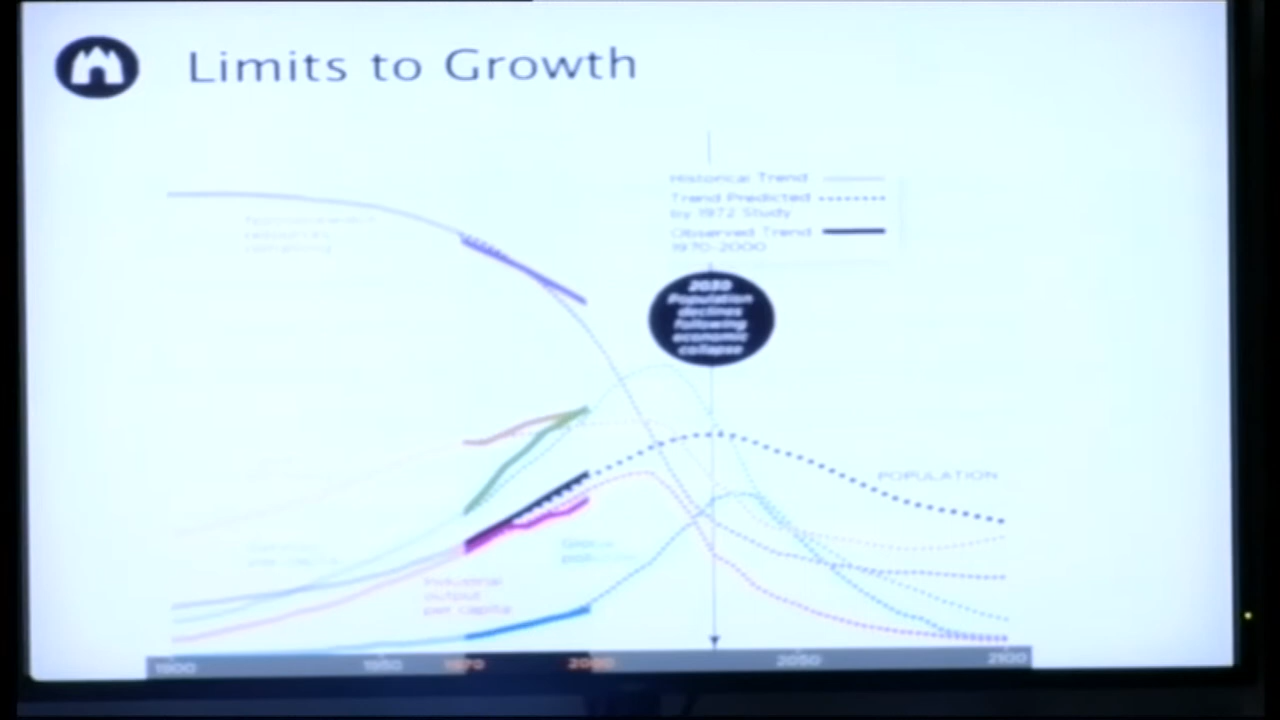 Limits to Growth
Historical Trend
Trend Predicted
by 1972 Study
Observed Trend
1970-2000
2030
Population
declines
following
economic
collapse
POPULATION
Industrial
output
per capita
1900
1950
1970
2000
2050
2100